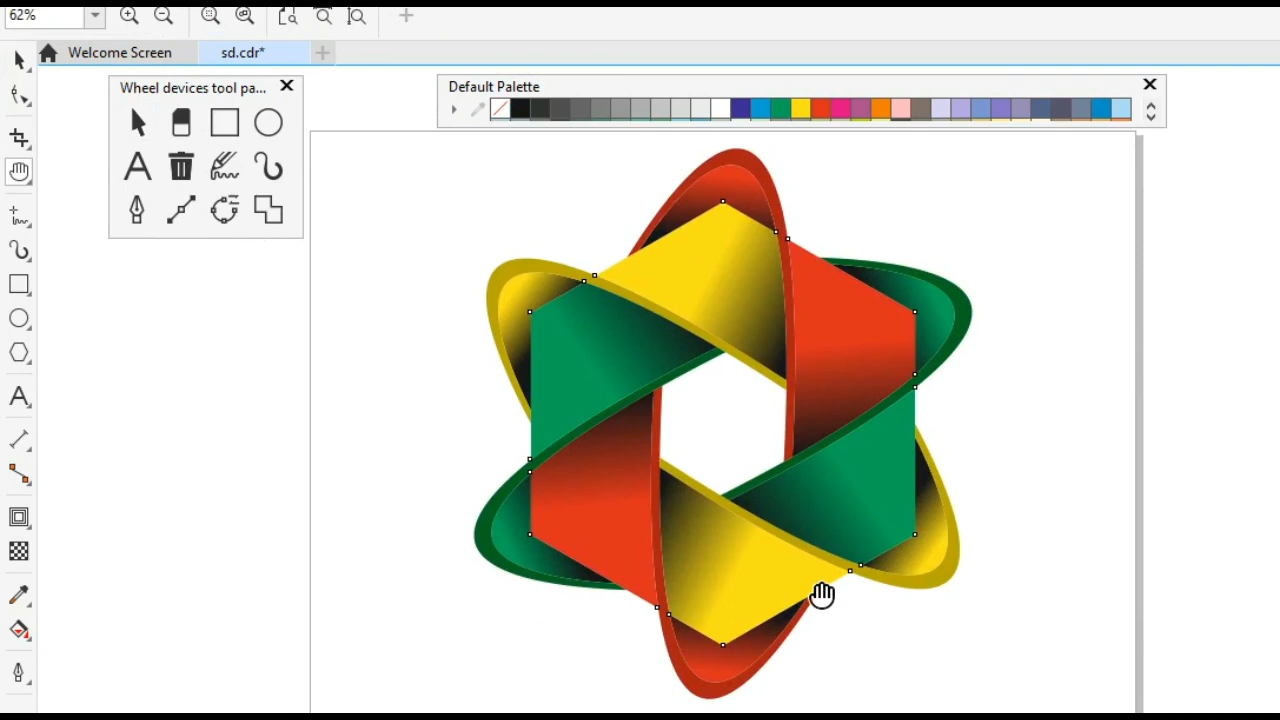 62%
Welcome Screen
sd.cdr*
Wheel devices tool pa...
Default Palette